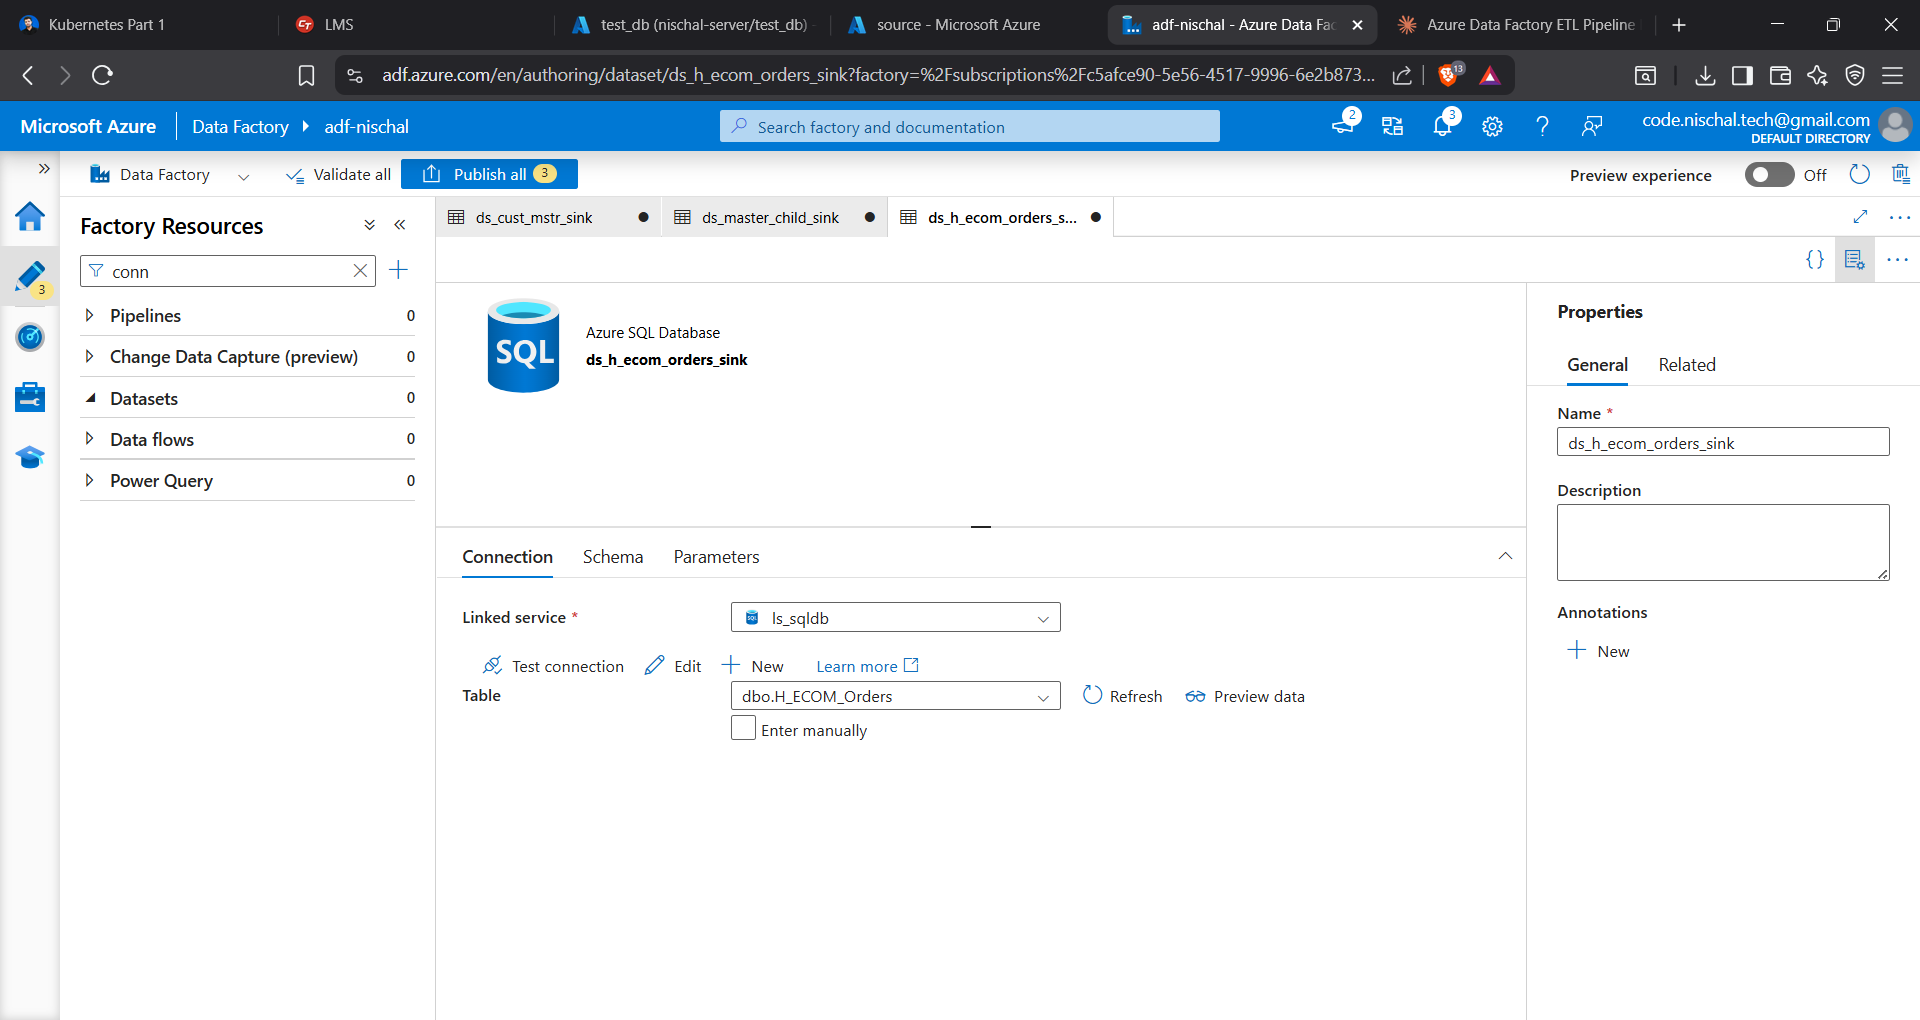 Kubernetes Part 1
LMS
test_db (nischal-server/test_db)
source - Microsoft Azure
adf-nischal - Azure Data Fac
Azure Data Factory ETL Pipeline
adf.azure.com/en/authoring/dataset/ds_h_ecom_orders_sink?factory=%2Fsubscriptions%2Fc5afce90-5e56-4517-9996-6e2b873...
13
Microsoft Azure
Data Factory
adf-nischal
Search factory and documentation
2
3
code.nischal.tech@gmail.com
DEFAULT DIRECTORY
Data Factory
Validate all
Publish all 3
Preview experience
Off
Factory Resources
conn
3
Pipelines 0
Change Data Capture (preview) 0
Datasets 0
Data flows 0
Power Query 0
ds_cust_mstr_sink
ds_master_child_sink
ds_h_ecom_orders_s...
SQL
Azure SQL Database
ds_h_ecom_orders_sink
Connection
Schema
Parameters
Linked service *
ls_sqldb
Test connection
Edit
New
Learn more
Table
dbo.H_ECOM_Orders
Refresh
Preview data
Enter manually
Properties
General
Related
Name *
ds_h_ecom_orders_sink
Description
Annotations
New